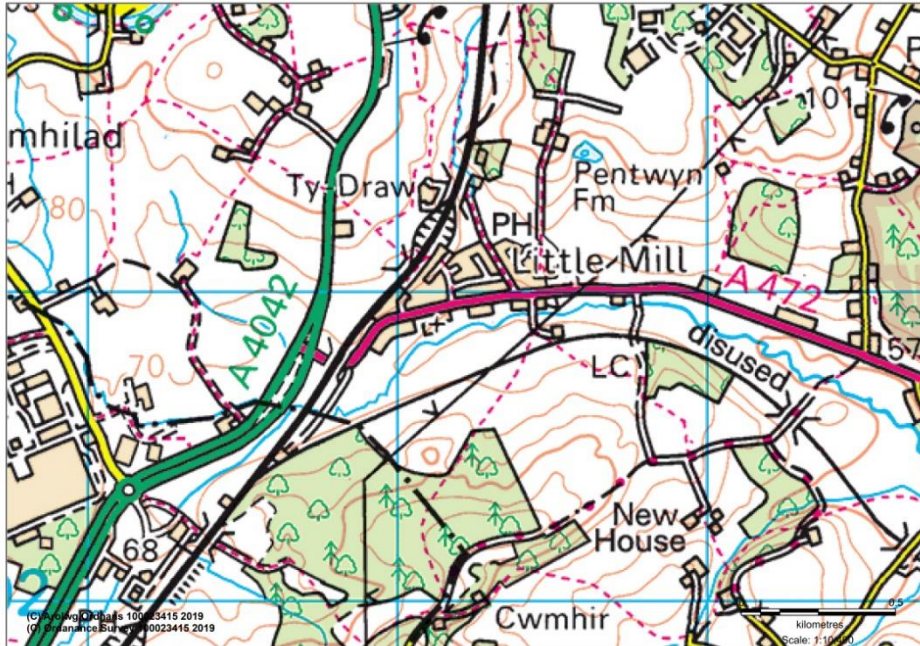 mhilad
101
Ty-Draw
Pentwyn
Fm
80
PH
Little Mill
A 4042
A 472
disused
57
70
LC
New
House
68
Cwmhir
0.5
kilometres
(C) Ordnance Survey 100023415 2019